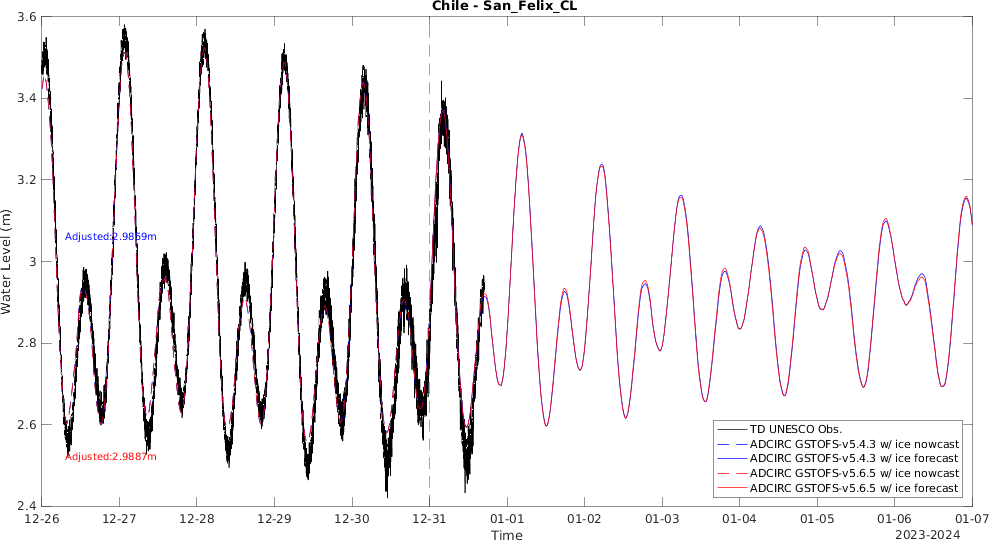 Chile - San_Felix_CL
3.6
3.4
3.2
3
2.8
2.6
2.4
Water Level (m)
Adjusted:2.9869m
Adjusted:2.9887m
TD UNESCO Obs.
ADCIRC GSTOFS-v5.4.3 w/ ice nowcast
ADCIRC GSTOFS-v5.4.3 w/ ice forecast
ADCIRC GSTOFS-v5.6.5 w/ ice nowcast
ADCIRC GSTOFS-v5.6.5 w/ ice forecast
12-26 12-27 12-28 12-29 12-30 12-31 01-01 01-02 01-03 01-04 01-05 01-06 01-07
Time
2023-2024